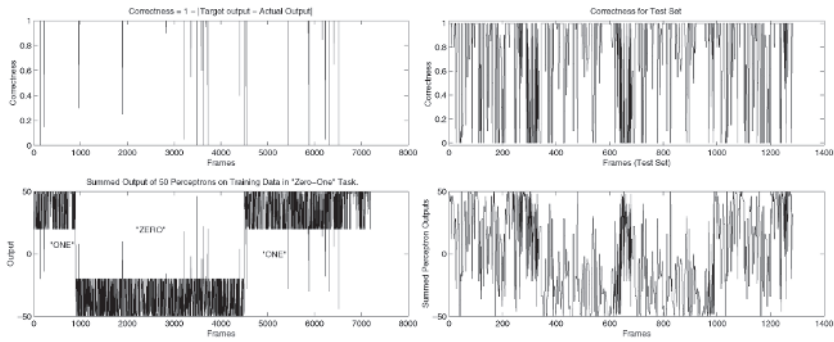 Correctness = 1 − |Target output − Actual Output|
1
0.8
0.6
0.4
0.2
0
Correctness
0 1000 2000 3000 4000 5000 6000 7000 8000
Frames
Correctness for Test Set
1
0.8
0.6
0.4
0.2
0
Correctness
0 200 400 600 800 1000 1200 1400
Frames (Test Set)
Summed Output of 50 Perceptrons on Training Data in "Zero−One" Task.
50
0
−50
Output
"ONE"
"ZERO"
"ONE"
0 1000 2000 3000 4000 5000 6000 7000 8000
Frames
50
0
−50
Summed Perceptron Outputs
0 200 400 600 800 1000 1200 1400
Frames